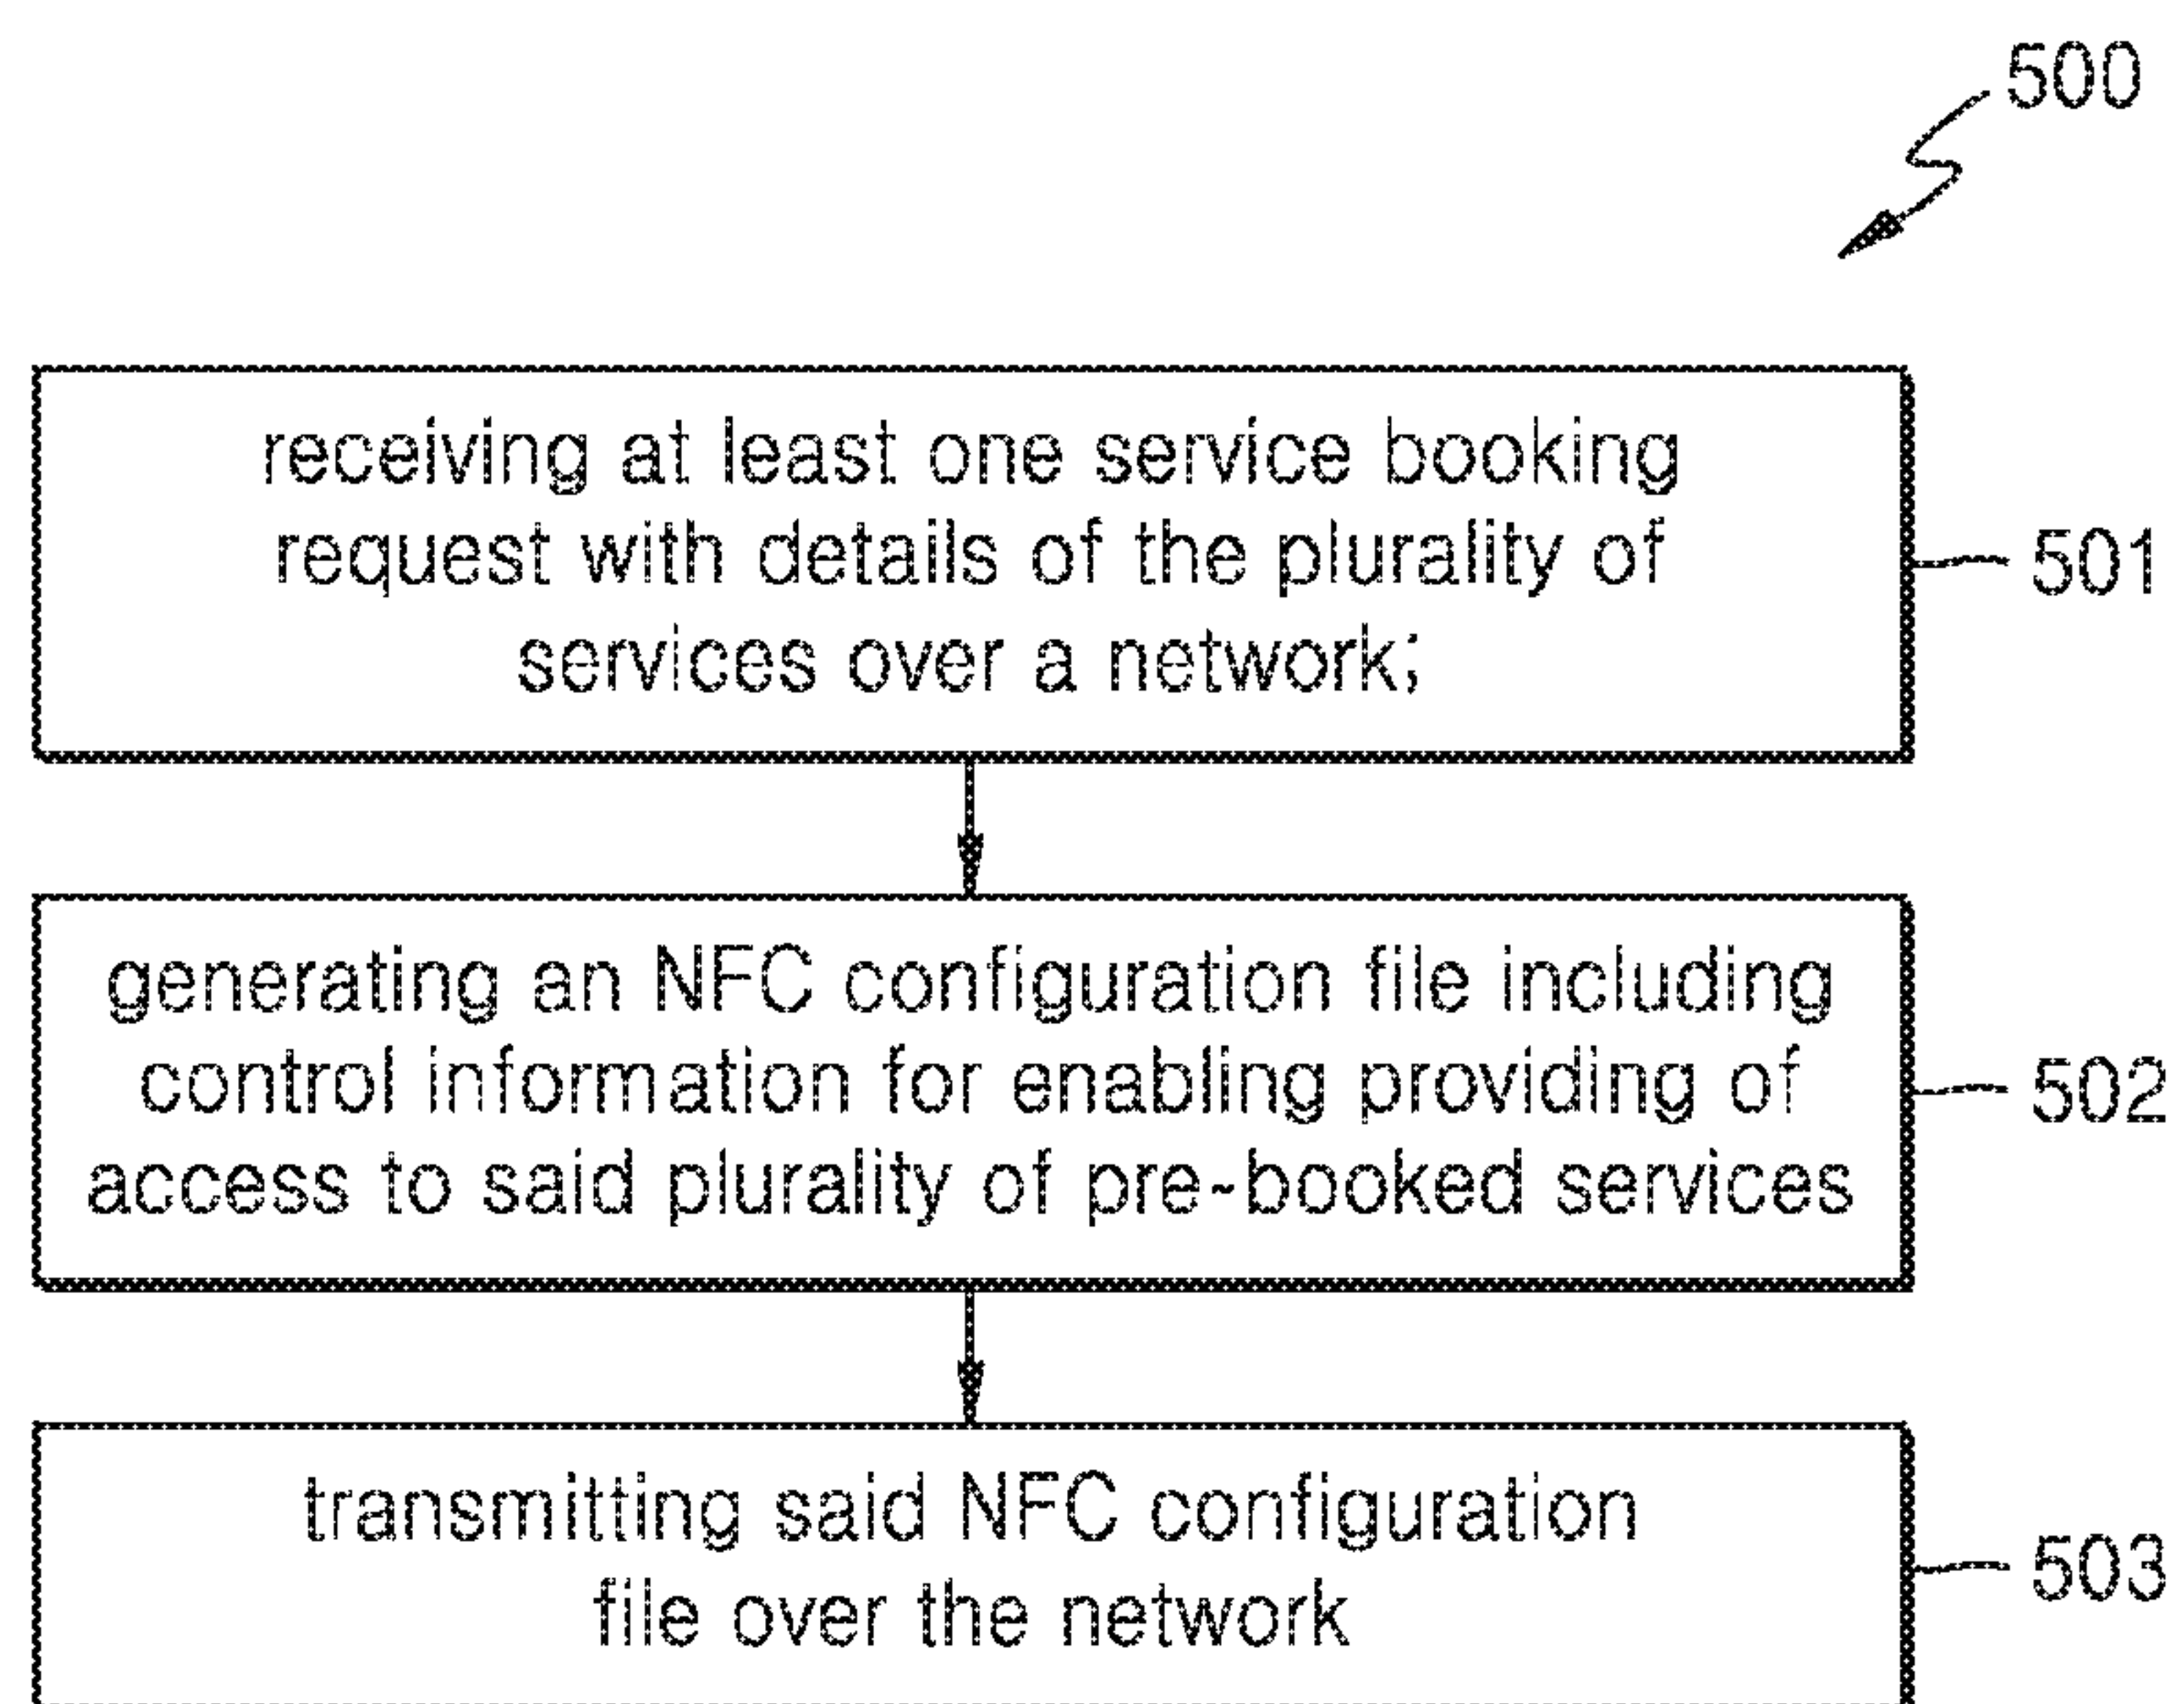 500
receiving at least one service booking
request with details of the plurality of
services over a network;
501
generating an NFC configuration file including
control information for enabling providing of
access to said plurality of pre-booked services
502
transmitting said NFC configuration
file over the network
503